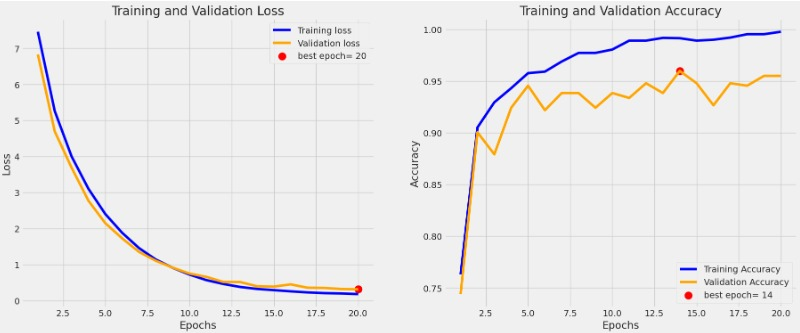 Training and Validation Loss
Training loss
Validation loss
best epoch= 20
7
6
5
4
3
2
1
0
Loss
2.5 5.0 7.5 10.0 12.5 15.0 17.5 20.0
Epochs
Training and Validation Accuracy
1.00
0.95
0.90
0.85
0.80
0.75
Accuracy
Training Accuracy
Validation Accuracy
best epoch= 14
2.5 5.0 7.5 10.0 12.5 15.0 17.5 20.0
Epochs